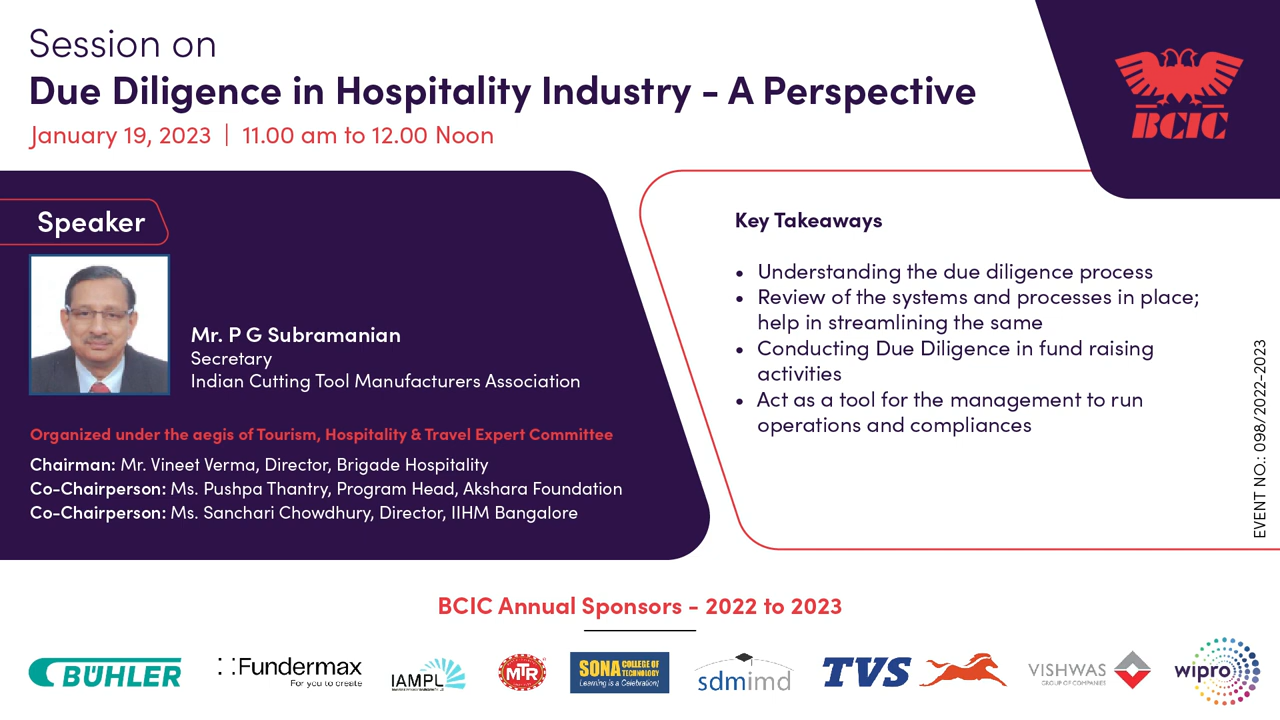 Session on
Due Diligence in Hospitality Industry - A Perspective
January 19, 2023 | 11.00 am to 12.00 Noon
BCIC
Speaker
Mr. P G Subramanian
Secretary
Indian Cutting Tool Manufacturers Association
Organized under the aegis of Tourism, Hospitality & Travel Expert Committee
Chairman: Mr. Vineet Verma, Director, Brigade Hospitality
Co-Chairperson: Ms. Pushpa Thantry, Program Head, Akshara Foundation
Co-Chairperson: Ms. Sanchari Chowdhury, Director, IIHM Bangalore
Key Takeaways
• Understanding the due diligence process
• Review of the systems and processes in place;
help in streamlining the same
• Conducting Due Diligence in fund raising
activities
• Act as a tool for the management to run
operations and compliances
EVENT NO.: 098/2022-2023
BCIC Annual Sponsors - 2022 to 2023
BÜHLER
Fundermax
For you to create
IAMPL
MTR
SONA COLLEGE OF
TECHNOLOGY
Learning is a Celebration!
sdmimd
TVS
VISHWAS
GROUP OF COMPANIES
wipro